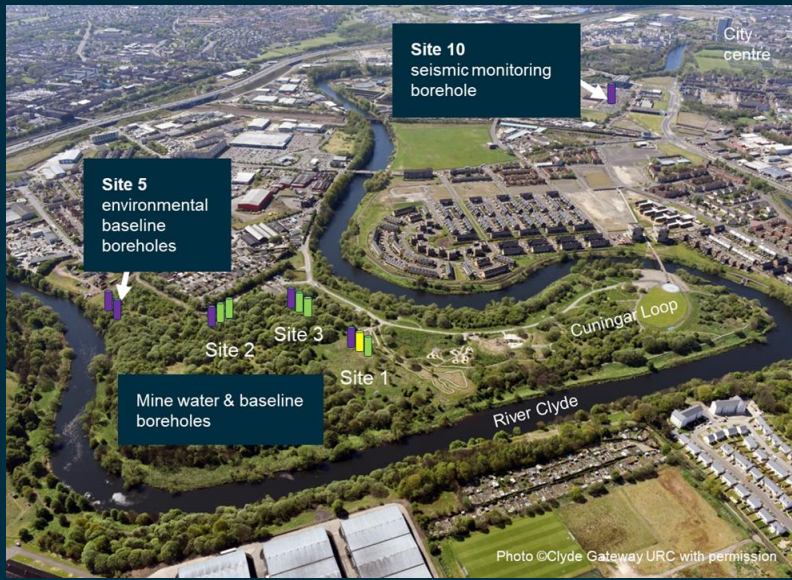 Site 10
seismic monitoring
borehole
City
centre
Site 5
environmental
baseline
boreholes
Site 2
Site 3
Site 1
Cuningar Loop
Mine water & baseline
boreholes
River Clyde
Photo ©Clyde Gateway URC with permission